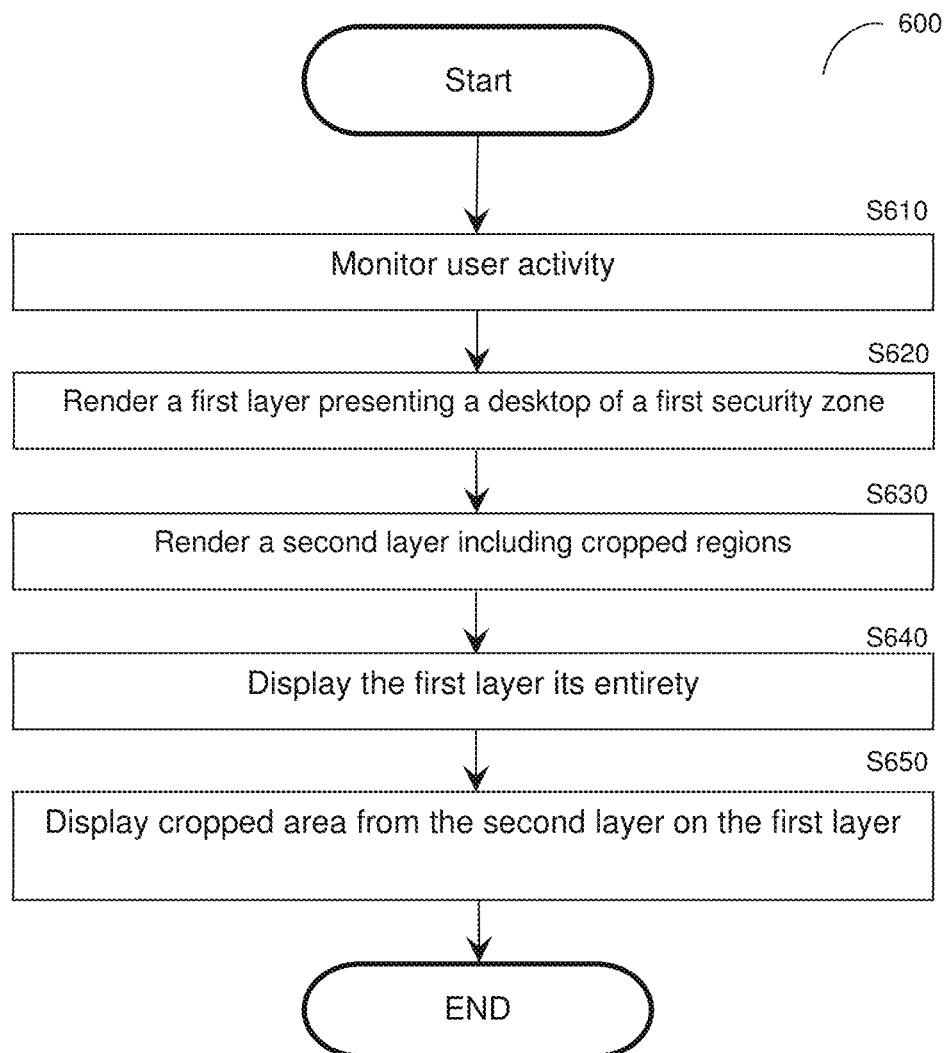 600
Start
S610
Monitor user activity
S620
Render a first layer presenting a desktop of a first security zone
S630
Render a second layer including cropped regions
S640
Display the first layer its entirety
S650
Display cropped area from the second layer on the first layer
END